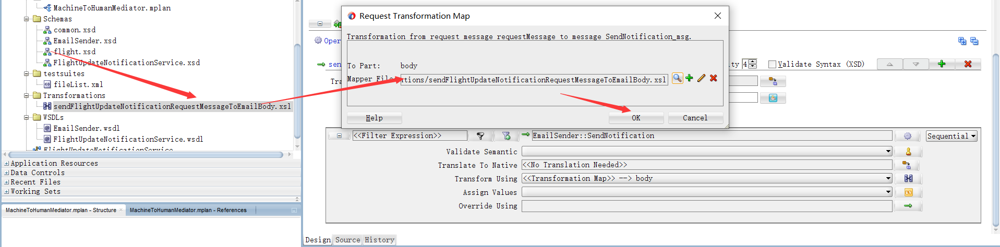 MachineToHumanMediator.mplan
Schemas
common.xsd
EmailSender.xsd
flight.xsd
FlightUpdateNotificationService.xsd
testsuites
fileList.xml
Transformations
sendFlightUpdateNotificationRequestMessageToEmailBody.xsl
WSDLs
EmailSender.wsdl
FlightUpdateNotificationService.wsdl
FlightUpdateNotificationService
Application Resources
Data Controls
Recent Files
Working Sets
MachineToHumanMediator.mplan - Structure
MachineToHumanMediator.mplan - References
Request Transformation Map
Transformation from request message requestMessage to message SendNotification_msg.
To Part: body
Mapper File
tions/sendFlightUpdateNotificationRequestMessageToEmailBody.xsl
Help
OK
Cancel
Oper
sen
ty 4
Validate Syntax (XSD)
Tra
<<Filter Expression>>
EmailSender::SendNotification
Sequential
Validate Semantic
Translate To Native <<No Translation Needed>>
Transform Using <<Transformation Map>> --> body
Assign Values
Override Using
Design Source History